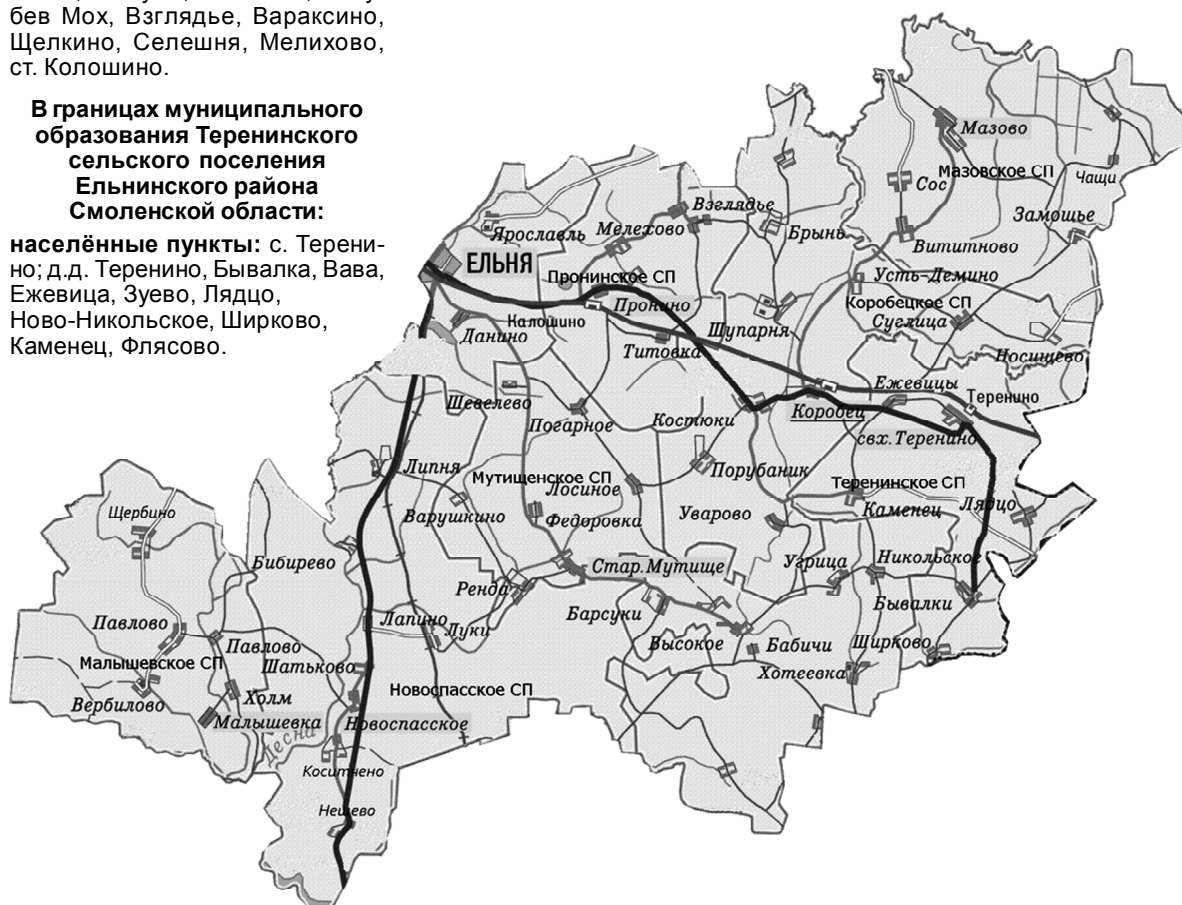 бев Мох, Взглядье, Вараксино,
Щелкино, Селешня, Мелихово,
ст. Колошино.
В границах муниципального
образования Теренинского
сельского поселения
Ельнинского района
Смоленской области:
населённые пункты: с. Терени-
но; д.д. Теренино, Бывалка, Вава,
Ежевица, Зуево, Лядцо,
Ново-Никольское, Ширково,
Каменец, Флясово.
Мазово
Мазовское СП
Чащи
Сос
Замощье
Взглядье
Ярославль
Мелехово
Брынь
Вититново
ЕЛЬНЯ
Пронинское СП
Усть-Демино
Пронино
Коробецкое СП
Суглица
Калошино
Шупарня
Данино
Титовка
Носищево
Ежевицы
Шевелево
Теренино
Погарное
Костюки
Коробец
свх. Теренино
Липня
Мутищенское СП
Порубаник
Лосиное
Теренинское СП
Щербино
Варушкино
Федоровка
Уварово
Каменец
Лядцо
Бибирево
Стар. Мутище
Угрица
Никольское
Ренда
Барсуки
Бывалки
Павлово
Лапино
Луки
Павлово
Высокое
Бабичи
Ширково
Малышевское СП
Шатьково
Хотеевка
Вербилово
Холм
Новоспасское СП
Малышевка
Новоспасское
Десна
Коситчено
Нешево